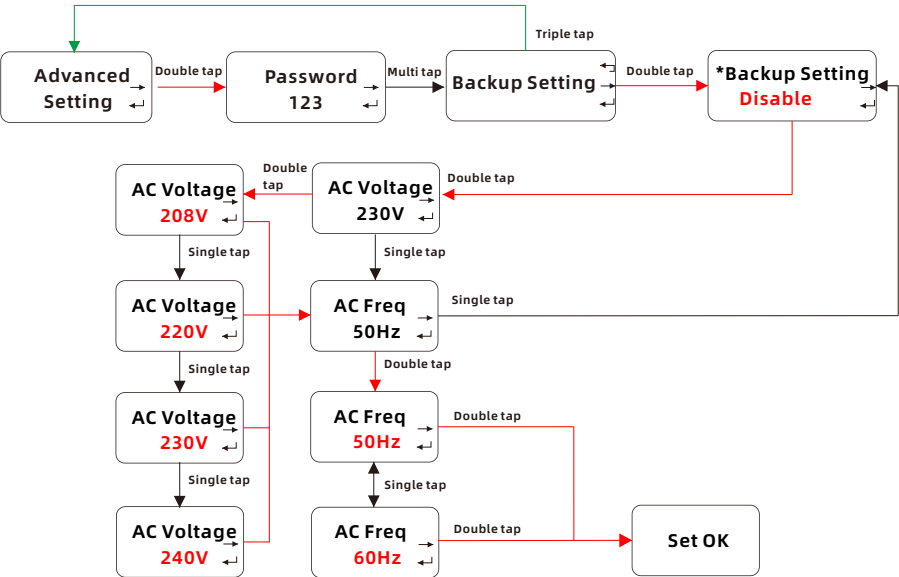 Triple tap
Advanced
Setting
Double tap
Password
123
Multi tap
Backup Setting
Double tap
*Backup Setting
Disable
AC Voltage
208V
Double
tap
AC Voltage
230V
Double tap
Single tap
Single tap
AC Voltage
220V
AC Freq
50Hz
Single tap
Single tap
Double tap
AC Voltage
230V
AC Freq
50Hz
Double tap
Single tap
Single tap
AC Voltage
240V
AC Freq
60Hz
Double tap
Set OK